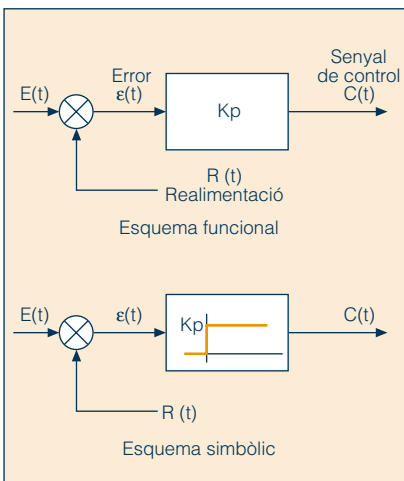 Senyal
de control
C(t)
Error
ε(t)
E(t)
Kp
R (t)
Realimentació
Esquema funcional
E(t)
ε(t)
Kp
C(t)
R (t)
Esquema simbòlic